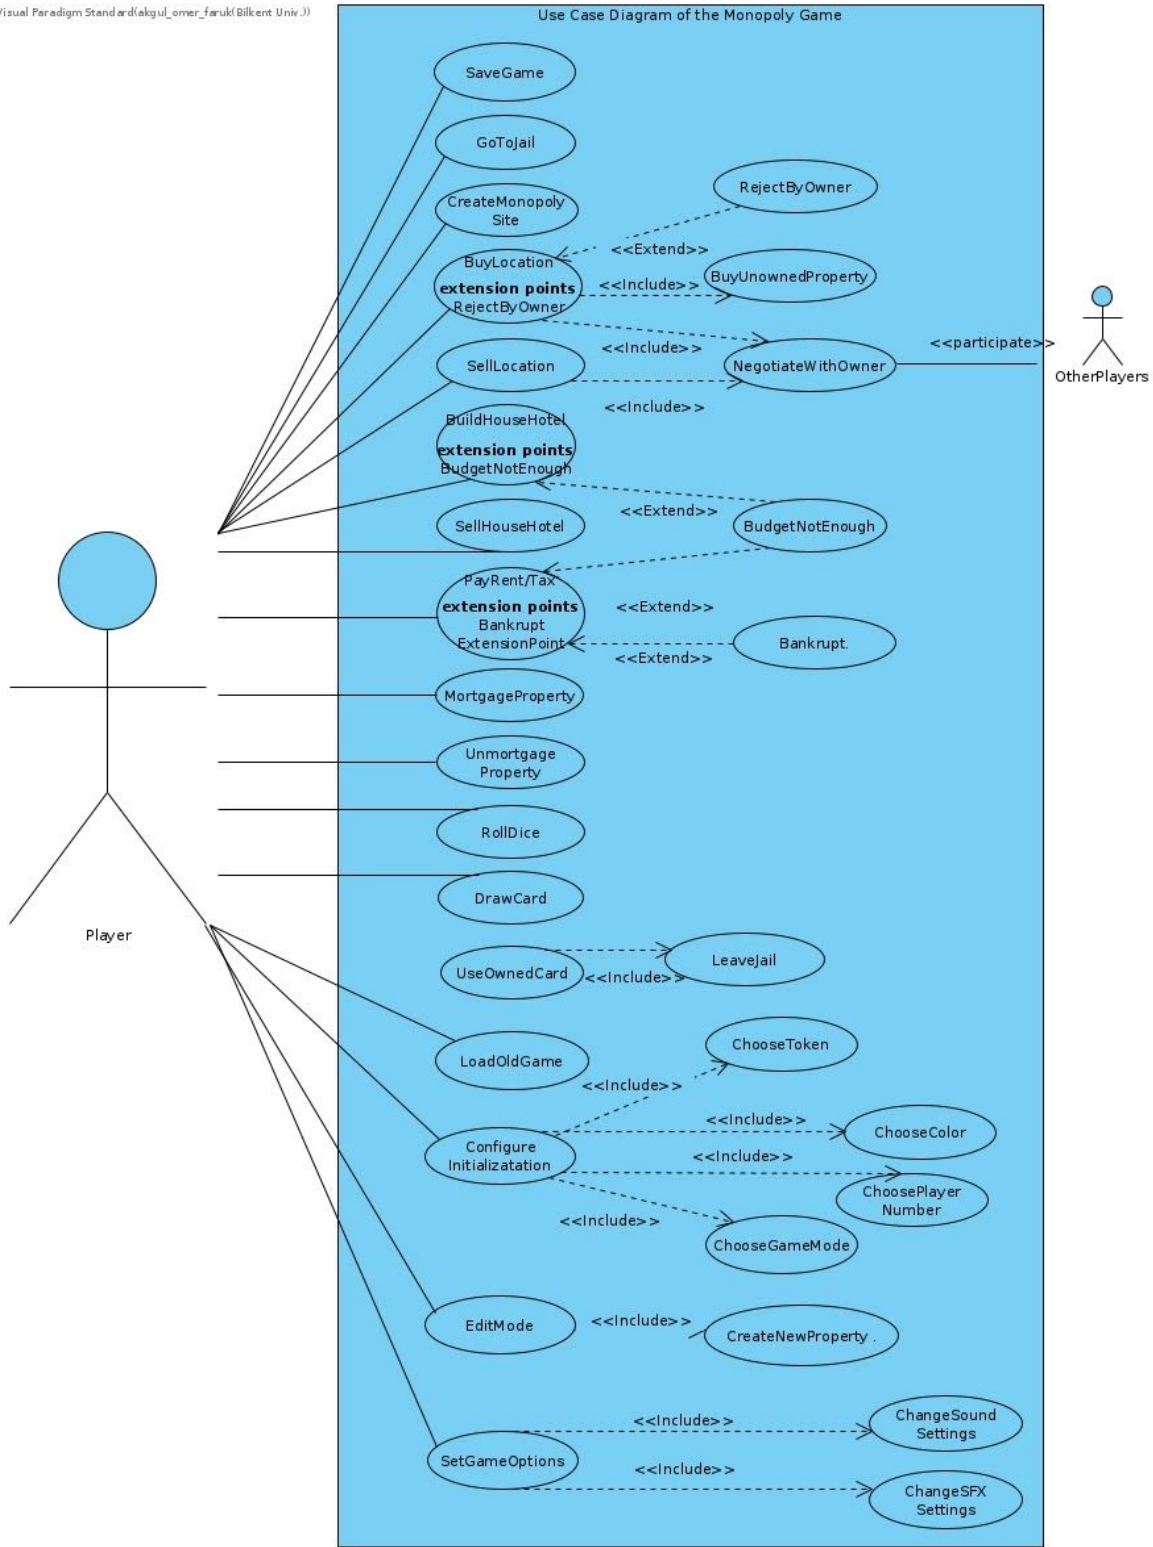 Visual Paradigm Standard(akgul_omer_faruk(Bilkent Univ.))
Use Case Diagram of the Monopoly Game
SaveGame
GoToJail
CreateMonopoly
Site
RejectByOwner
<<Extend>>
BuyLocation
extension points
RejectByOwner
<<Include>>
BuyUnownedProperty
<<Include>>
SellLocation
<<Include>>
NegotiateWithOwner
<<participate>>
OtherPlayers
BuildHouseHotel
extension points
BudgetNotEnough
<<Extend>>
SellHouseHotel
BudgetNotEnough
PayRent/Tax
extension points
Bankrupt
ExtensionPoint
<<Extend>>
<<Extend>>
Bankrupt.
MortgageProperty
Unmortgage
Property
RollDice
DrawCard
Player
UseOwnedCard
<<Include>>
LeaveJail
LoadOldGame
ChooseToken
<<Include>>
<<Include>>
ChooseColor
Configure
Initializatation
<<Include>>
ChoosePlayer
Number
<<Include>>
ChooseGameMode
EditMode
<<Include>>
CreateNewProperty .
<<Include>>
ChangeSound
Settings
SetGameOptions
<<Include>>
ChangeSFX
Settings